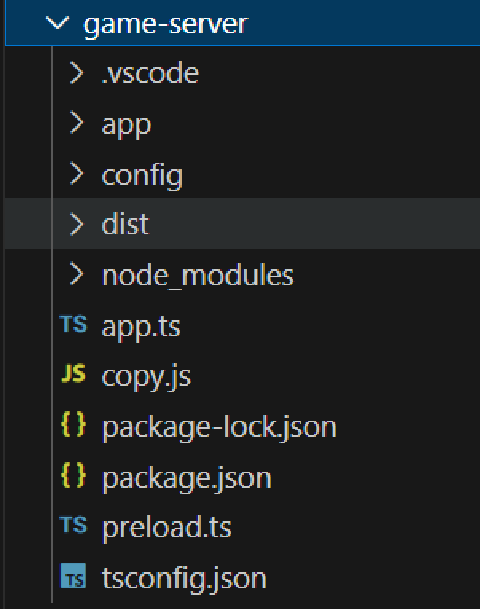 game-server
.vscode
app
config
dist
node_modules
TS app.ts
JS copy.js
{} package-lock.json
{} package.json
TS preload.ts
TS tsconfig.json